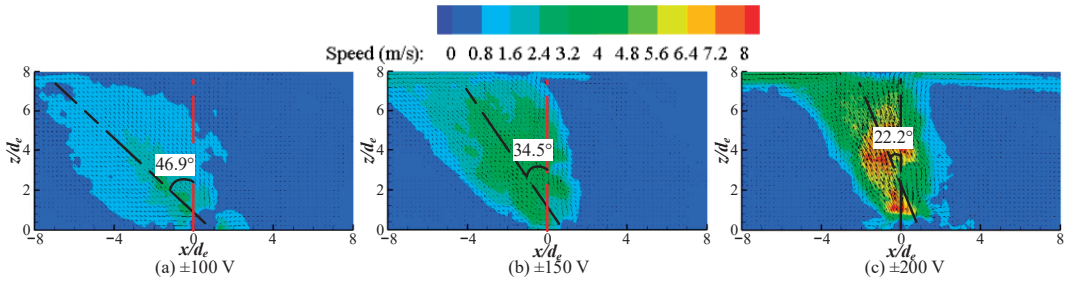 Speed (m/s): 0 0.8 1.6 2.4 3.2 4 4.8 5.6 6.4 7.2 8
8
6
z/de
4
46.9°
2
0
−8 −4 0 4 8
x/de
(a) ±100 V
8
6
z/de
4
34.5°
2
0
−8 −4 0 4 8
x/de
(b) ±150 V
8
6
z/de
4
22.2°
2
0
−8 −4 0 4 8
x/de
(c) ±200 V